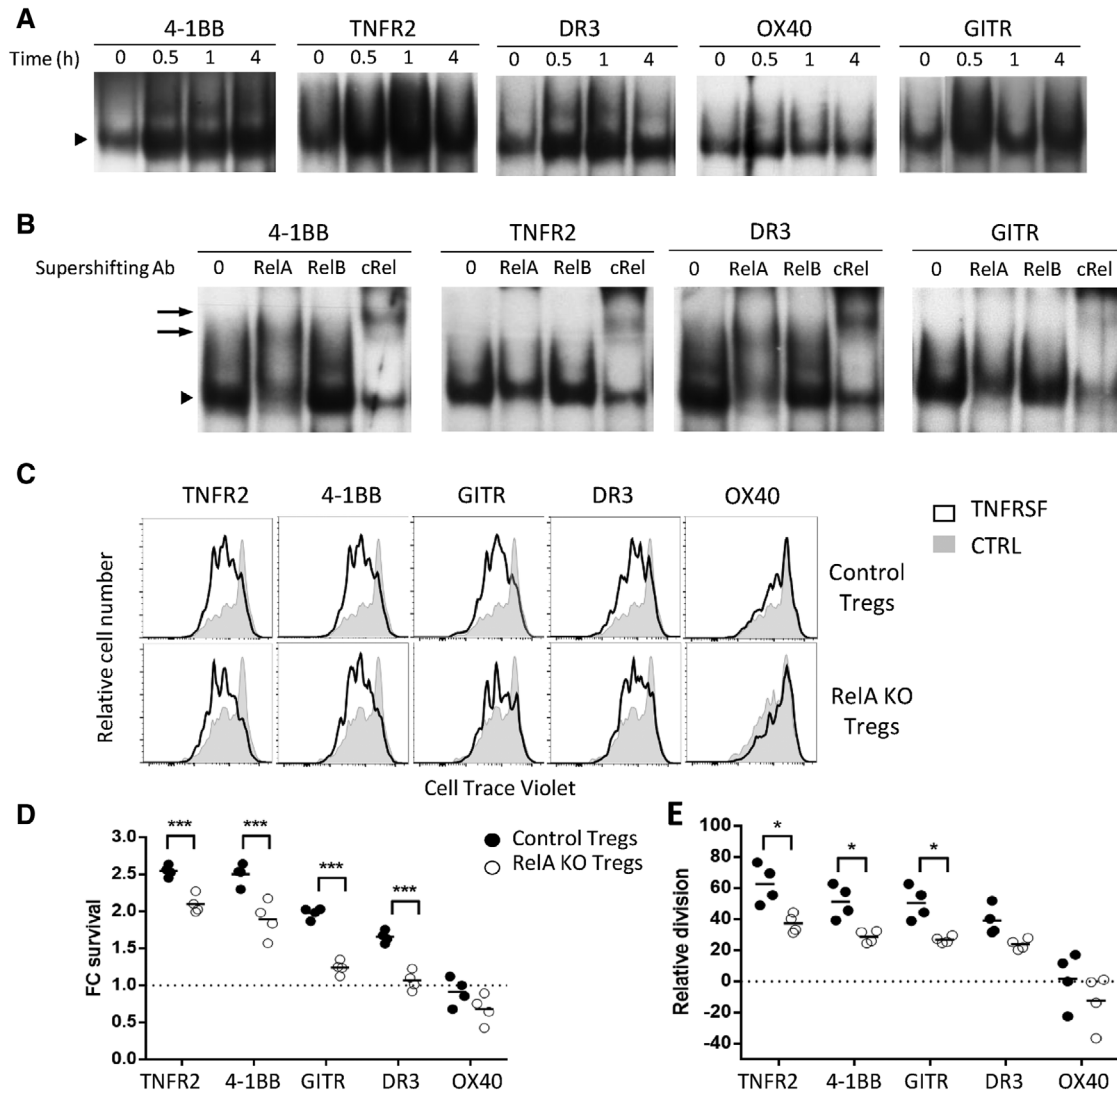 A
4-1BB TNFR2 DR3 OX40 GITR
Time (h) 0 0.5 1 4 0 0.5 1 4 0 0.5 1 4 0 0.5 1 4 0 0.5 1 4
B
4-1BB TNFR2 DR3 GITR
Supershifting Ab 0 RelA RelB cRel 0 RelA RelB cRel 0 RelA RelB cRel 0 RelA RelB cRel
C
TNFR2 4-1BB GITR DR3 OX40
Relative cell number
TNFRSF
CTRL
Control
Tregs
RelA KO
Tregs
Cell Trace Violet
D
FC survival
3.0
2.5
2.0
1.5
1.0
0.5
0.0
*** *** *** ***
Control Tregs
RelA KO Tregs
TNFR2 4-1BB GITR DR3 OX40
E
Relative division
100
80
60
40
20
0
-20
-40
* * *
TNFR2 4-1BB GITR DR3 OX40